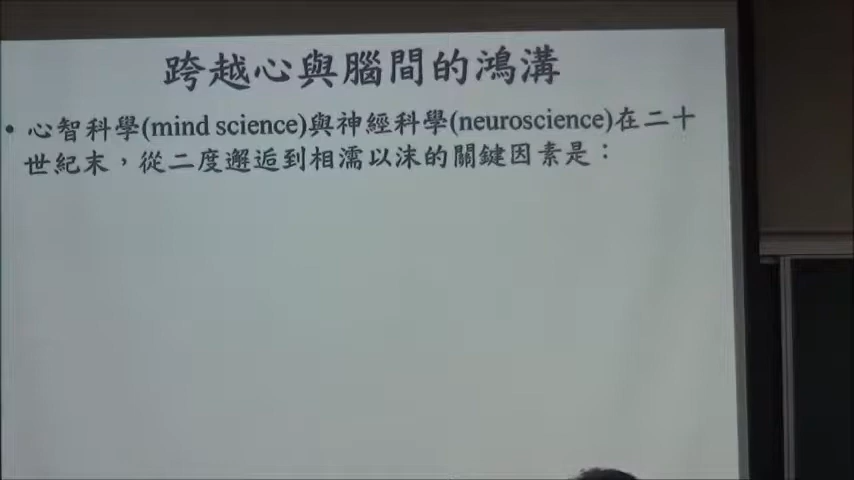 跨越心與腦間的鴻溝
• 心智科學(mind science)與神經科學(neuroscience)在二十
世紀末，從二度邂逅到相濡以沫的關鍵因素是：